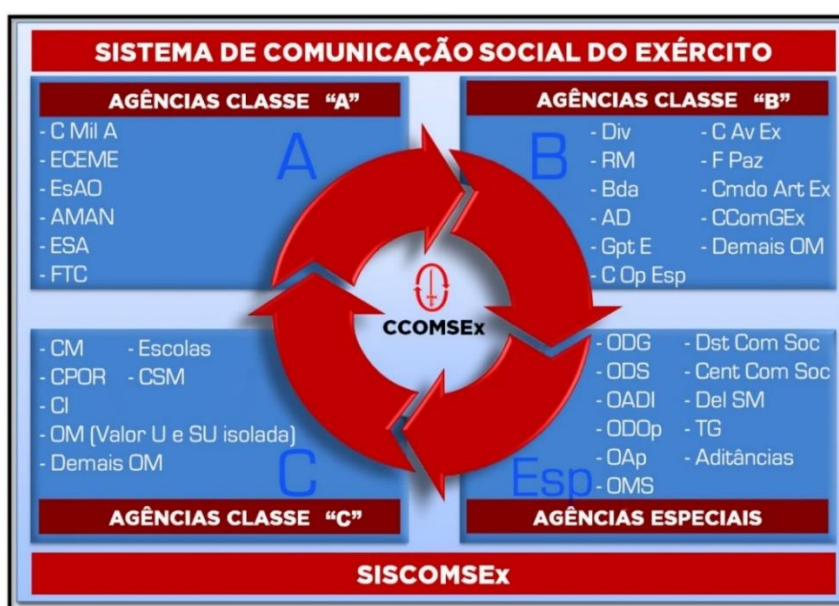 SISTEMA DE COMUNICAÇÃO SOCIAL DO EXÉRCITO
AGÊNCIAS CLASSE "A"
- C Mil A
- ECEME
- EsAO
- AMAN
- ESA
- FTC
A
AGÊNCIAS CLASSE "B"
B
- Div
- RM
- Bda
- AD
- Gpt E
- C Op Esp
- C Av Ex
- F Paz
- Cmdo Art Ex
- CComGEx
- Demais OM
CCOMSEx
- CM - Escolas
- CPOR - CSM
- CI
- OM (Valor U e SU isolada)
- Demais OM
C
AGÊNCIAS CLASSE "C"
- ODG
- ODS
- OADI
- ODOp
- OAp
- OMS
- Dst Com Soc
- Cent Com Soc
- Del SM
- TG
- Aditâncias
Esp
AGÊNCIAS ESPECIAIS
SISCOMSEx